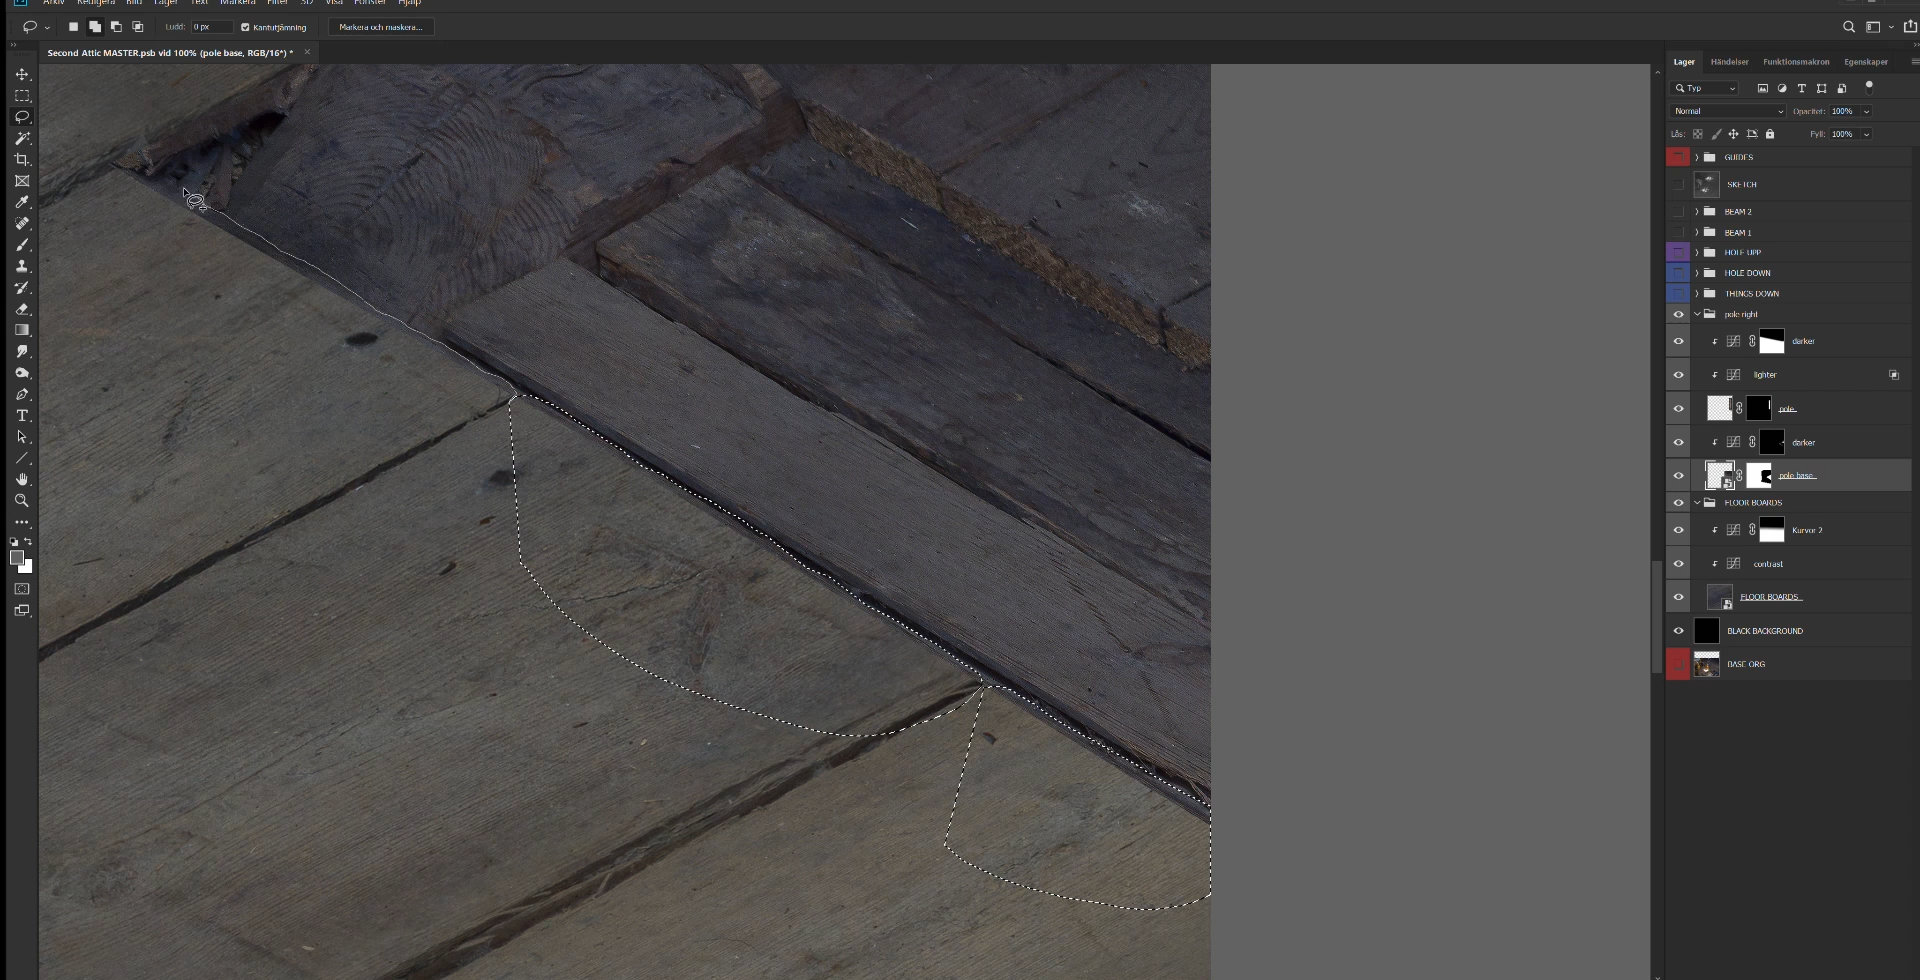 Arkiv Redigera Bild Lager Text Markera Filter 3D Visa Fönster Hjälp
Ludd: 0 px Kantutjämning Markera och maskera...
Second Attic MASTER.psb vid 100% (pole base, RGB/16*) *
Lager Händelser Funktionsmakron Egenskaper
Typ
Normal Opacitet: 100%
Lås: Fyll: 100%
GUIDES
SKETCH
BEAM 2
BEAM 1
HOLE UPP
HOLE DOWN
THINGS DOWN
pole right
darker
lighter
pole
darker
pole base
FLOOR BOARDS
Kurvor 2
contrast
FLOOR BOARDS
BLACK BACKGROUND
BASE ORG